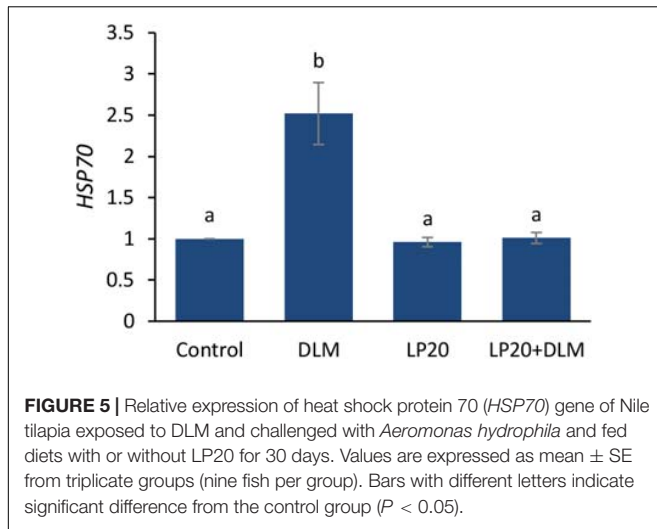 3.5
3
2.5
2
1.5
1
0.5
0
HSP70
a
b
a
a
Control DLM LP20 LP20+DLM
FIGURE 5 | Relative expression of heat shock protein 70 (HSP70) gene of Nile
tilapia exposed to DLM and challenged with Aeromonas hydrophila and fed
diets with or without LP20 for 30 days. Values are expressed as mean ± SE
from triplicate groups (nine fish per group). Bars with different letters indicate
significant difference from the control group (P < 0.05).